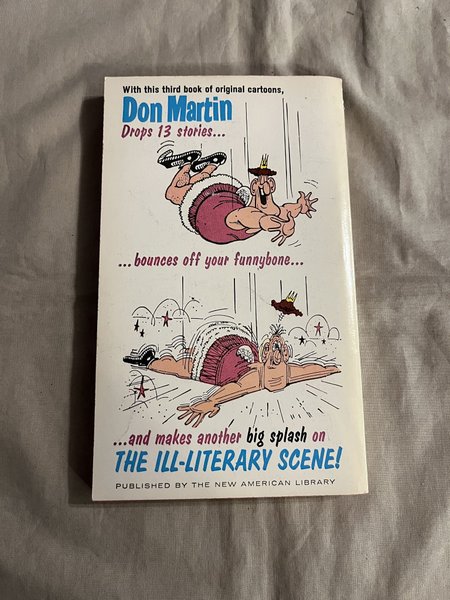 With this third book of original cartoons,
Don Martin
Drops 13 stories...
...bounces off your funnybone...
...and makes another big splash on
THE ILL-LITERARY SCENE!
PUBLISHED BY THE NEW AMERICAN LIBRARY